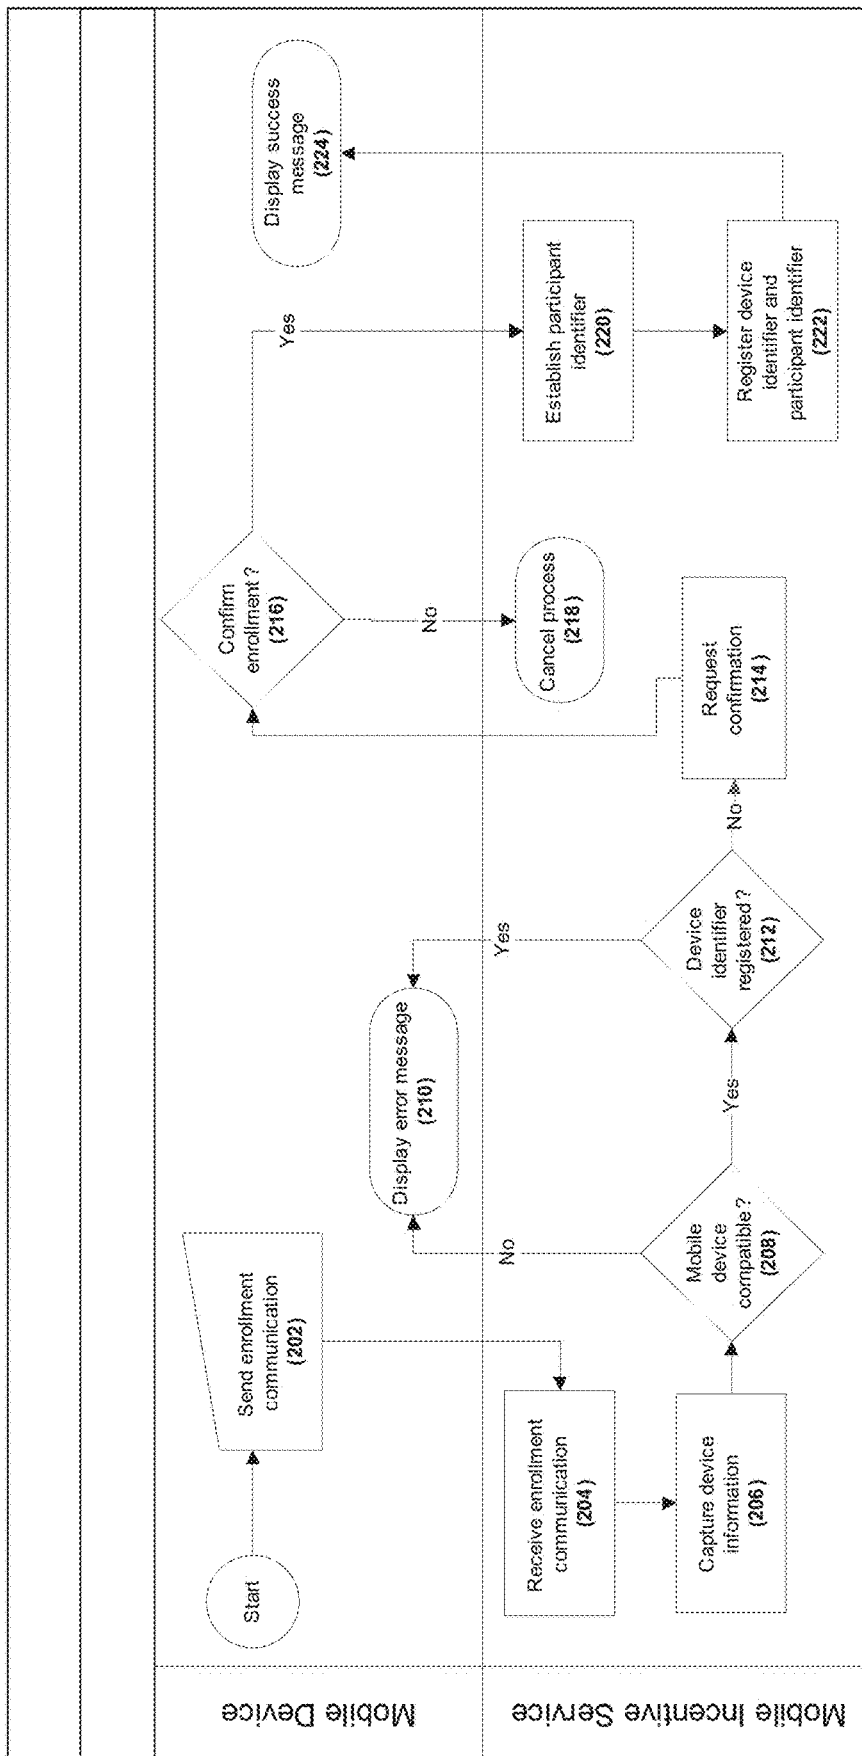 Mobile Device
Mobile Incentive Service
Start
Send enrollment
communication
(202)
Receive enrollment
communication
(204)
Capture device
information
(206)
Mobile
device
compatible?
(208)
No
Display error message
(210)
Yes
Device
identifier
registered?
(212)
Yes
No
Request
confirmation
(214)
Confirm
enrollment?
(216)
No
Cancel process
(218)
Yes
Establish participant
identifier
(220)
Register device
identifier and
participant identifier
(222)
Display success
message
(224)